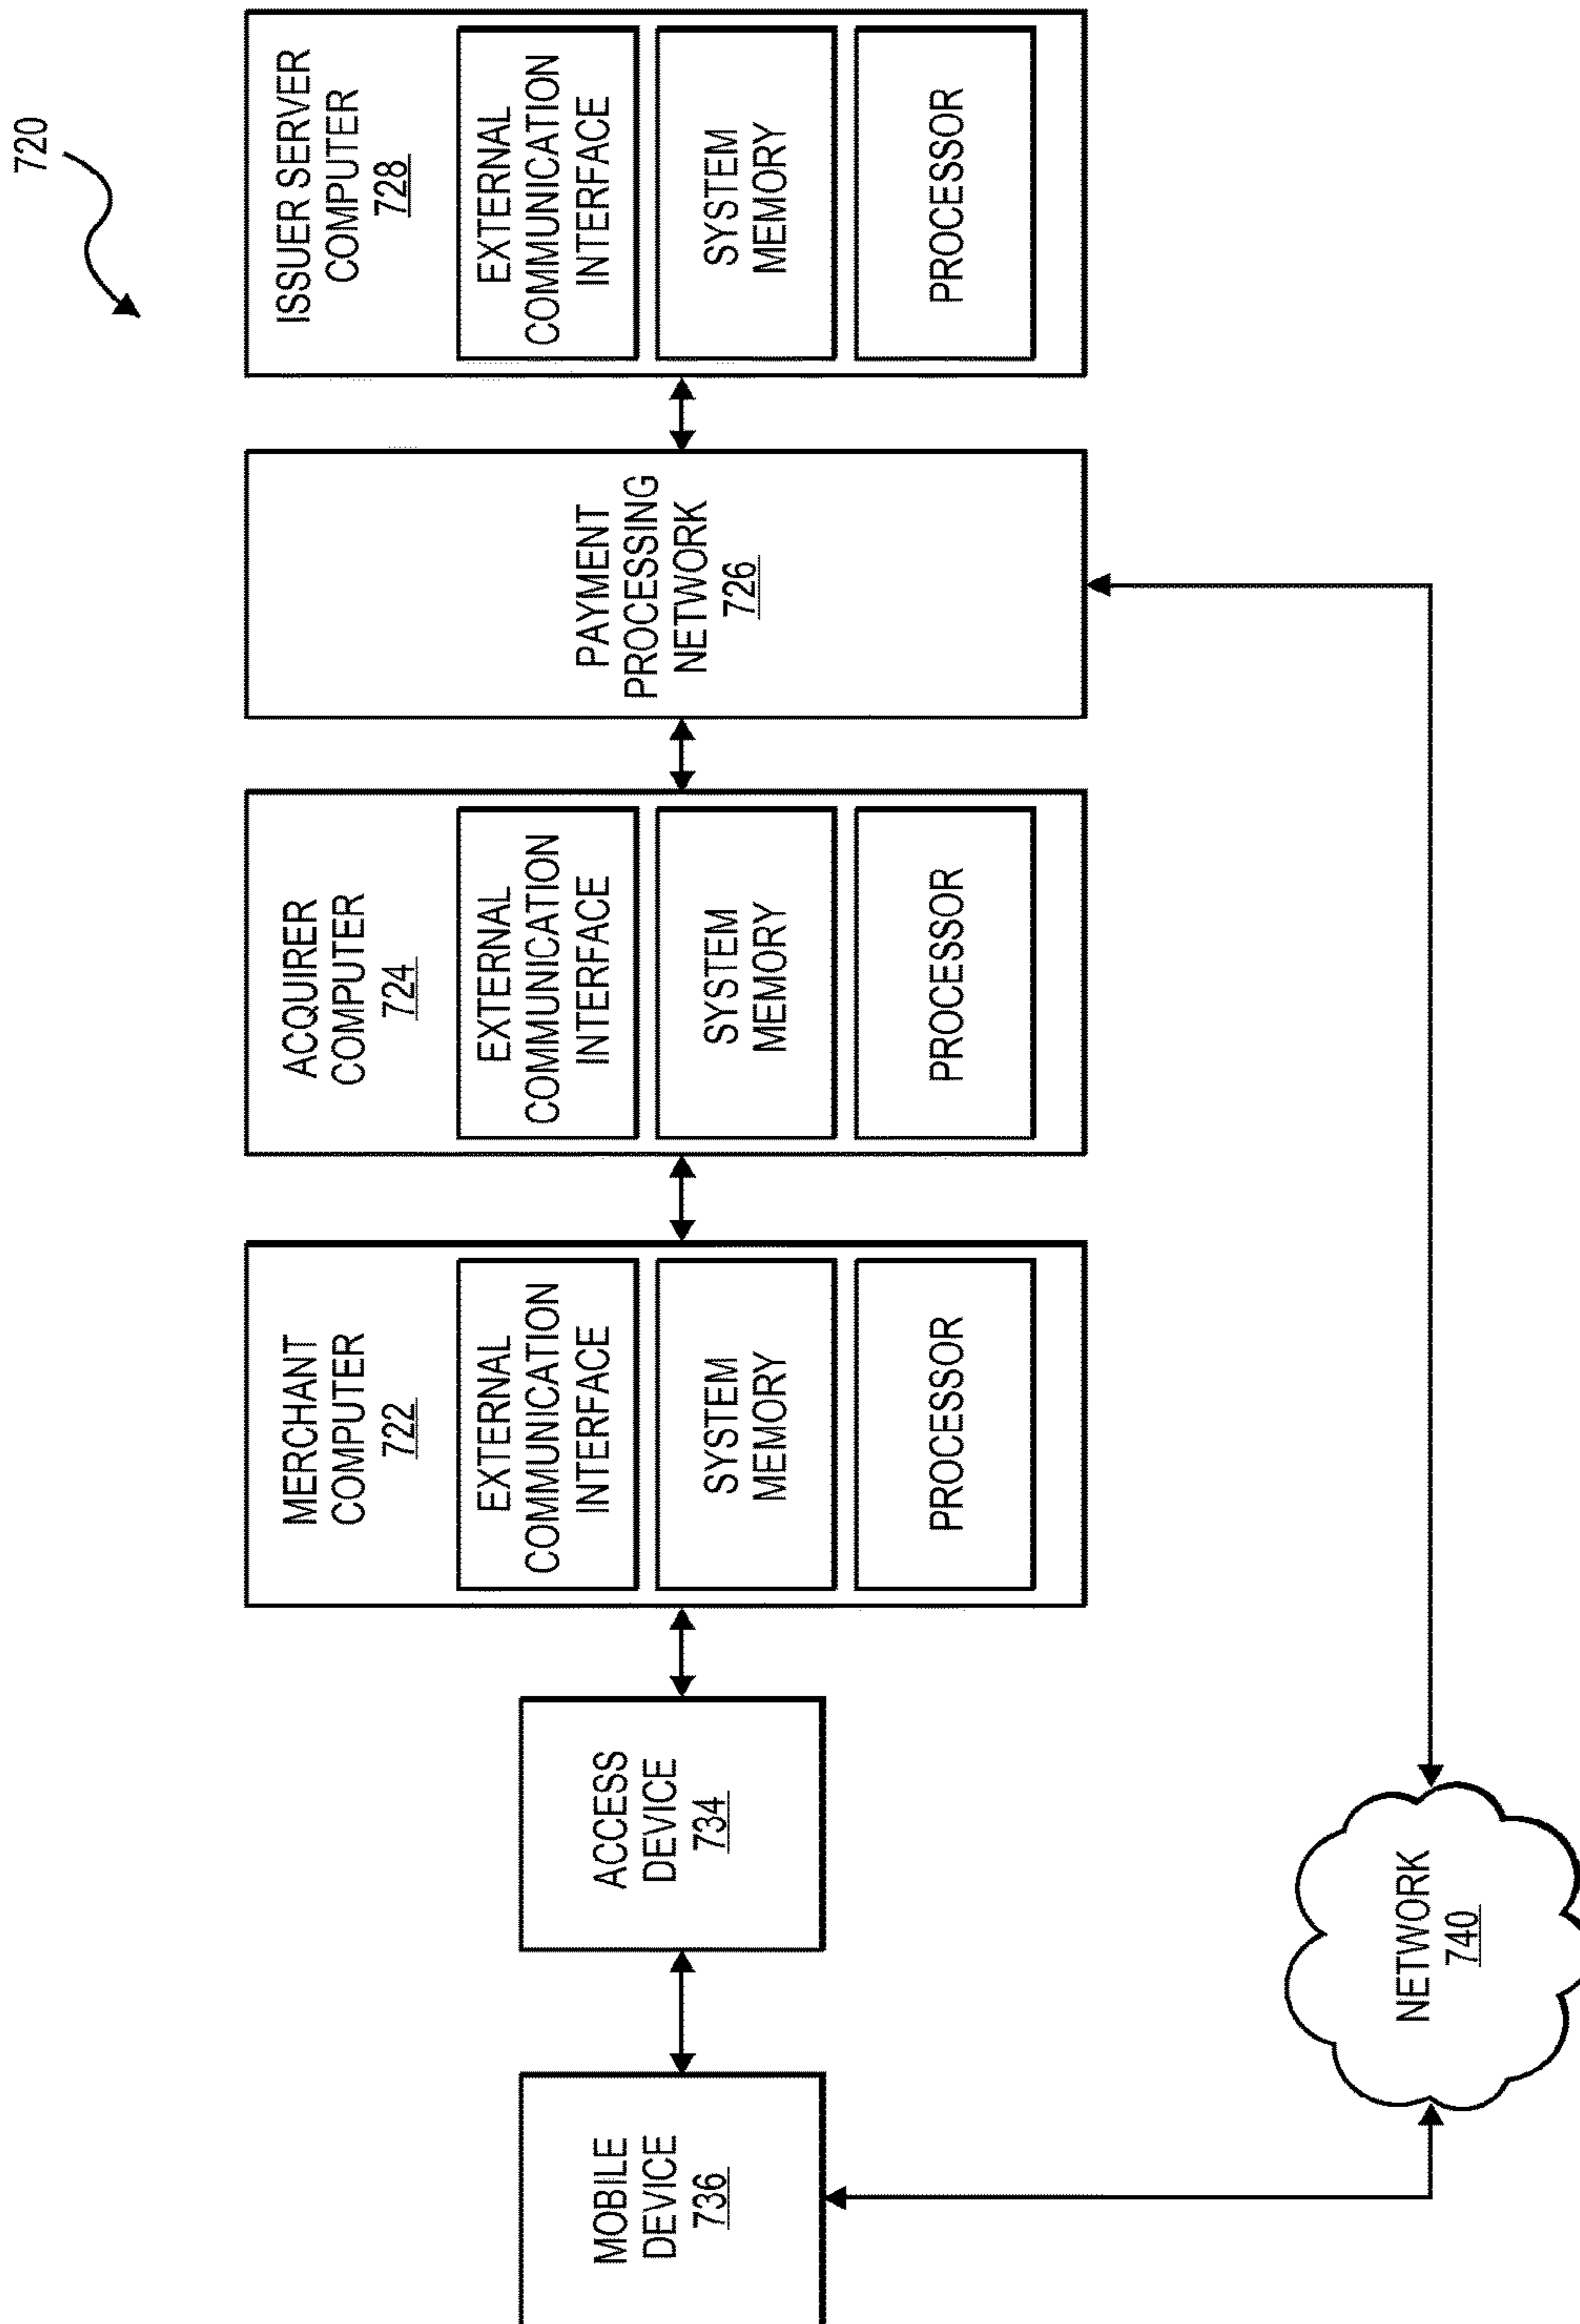 720
MOBILE
DEVICE
736
ACCESS
DEVICE
734
MERCHANT
COMPUTER
722
EXTERNAL
COMMUNICATION
INTERFACE
SYSTEM
MEMORY
PROCESSOR
ACQUIRER
COMPUTER
724
EXTERNAL
COMMUNICATION
INTERFACE
SYSTEM
MEMORY
PROCESSOR
PAYMENT
PROCESSING
NETWORK
726
ISSUER SERVER
COMPUTER
728
EXTERNAL
COMMUNICATION
INTERFACE
SYSTEM
MEMORY
PROCESSOR
NETWORK
740